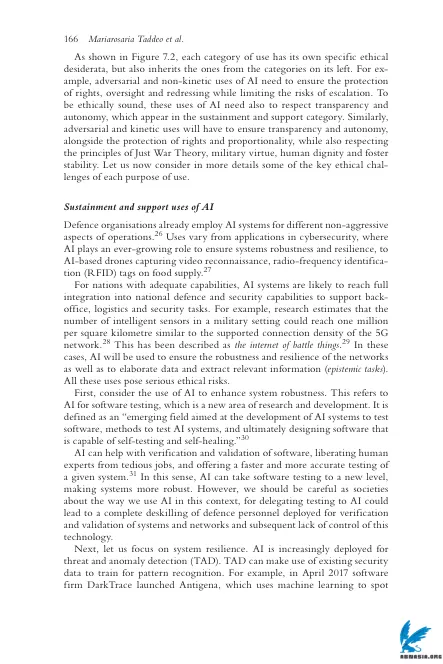 166 Mariarosaria Taddeo et al.
As shown in Figure 7.2, each category of use has its own specific ethical
desiderata, but also inherits the ones from the categories on its left. For ex-
ample, adversarial and non-kinetic uses of AI need to ensure the protection
of rights, oversight and redressing while limiting the risks of escalation. To
be ethically sound, these uses of AI need also to respect transparency and
autonomy, which appear in the sustainment and support category. Similarly,
adversarial and kinetic uses will have to ensure transparency and autonomy,
alongside the protection of rights and proportionality, while also respecting
the principles of Just War Theory, military virtue, human dignity and foster
stability. Let us now consider in more details some of the key ethical chal-
lenges of each purpose of use.
Sustainment and support uses of AI
Defence organisations already employ AI systems for different non-aggressive
aspects of operations.26 Uses vary from applications in cybersecurity, where
AI plays an ever-growing role to ensure systems robustness and resilience, to
AI-based drones capturing video reconnaissance, radio-frequency identifica-
tion (RFID) tags on food supply.27
For nations with adequate capabilities, AI systems are likely to reach full
integration into national defence and security capabilities to support back-
office, logistics and security tasks. For example, research estimates that the
number of intelligent sensors in a military setting could reach one million
per square kilometre similar to the supported connection density of the 5G
network.28 This has been described as the internet of battle things.29 In these
cases, AI will be used to ensure the robustness and resilience of the networks
as well as to elaborate data and extract relevant information (epistemic tasks).
All these uses pose serious ethical risks.
First, consider the use of AI to enhance system robustness. This refers to
AI for software testing, which is a new area of research and development. It is
defined as an “emerging field aimed at the development of AI systems to test
software, methods to test AI systems, and ultimately designing software that
is capable of self-testing and self-healing.”30
AI can help with verification and validation of software, liberating human
experts from tedious jobs, and offering a faster and more accurate testing of
a given system.31 In this sense, AI can take software testing to a new level,
making systems more robust. However, we should be careful as societies
about the way we use AI in this context, for delegating testing to AI could
lead to a complete deskilling of defence personnel deployed for verification
and validation of systems and networks and subsequent lack of control of this
technology.
Next, let us focus on system resilience. AI is increasingly deployed for
threat and anomaly detection (TAD). TAD can make use of existing security
data to train for pattern recognition. For example, in April 2017 software
firm DarkTrace launched Antigena, which uses machine learning to spot